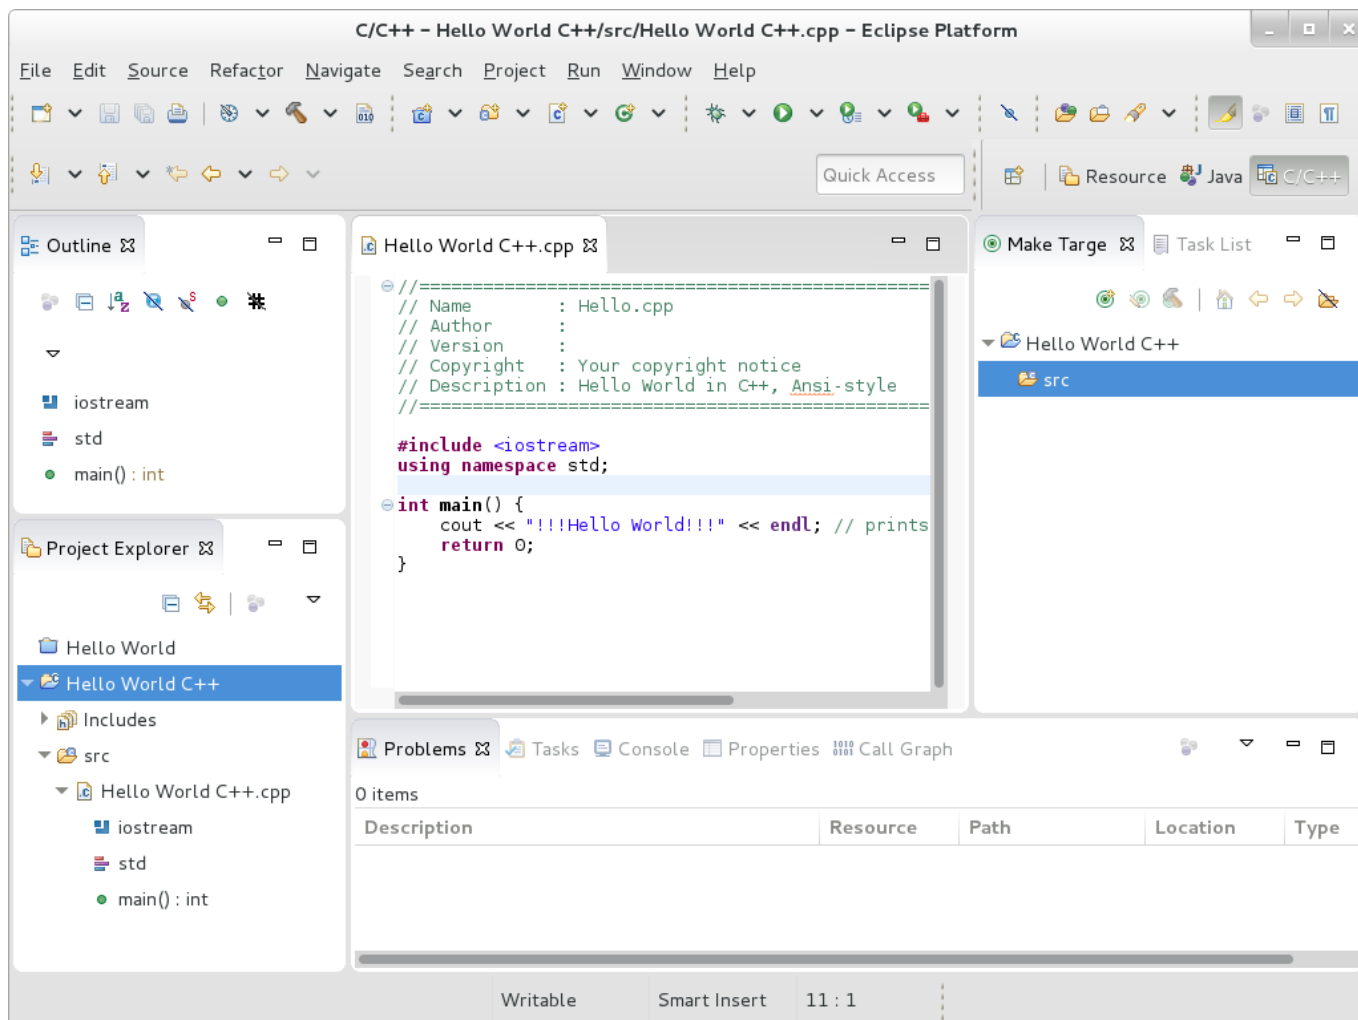 C/C++ – Hello World C++/src/Hello World C++.cpp – Eclipse Platform
File Edit Source Refactor Navigate Search Project Run Window Help
Quick Access
Resource Java C/C++
Outline
iostream
std
main() : int
Project Explorer
Hello World
Hello World C++
Includes
src
Hello World C++.cpp
iostream
std
main() : int
Hello World C++.cpp
//================================================
// Name        : Hello.cpp
// Author      :
// Version     :
// Copyright   : Your copyright notice
// Description : Hello World in C++, Ansi-style
//================================================
#include <iostream>
using namespace std;
int main() {
    cout << "!!!Hello World!!!" << endl; // prints
    return 0;
}
Make Targe Task List
Hello World C++
src
Problems Tasks Console Properties Call Graph
0 items
Description Resource Path Location Type
Writable Smart Insert 11 : 1